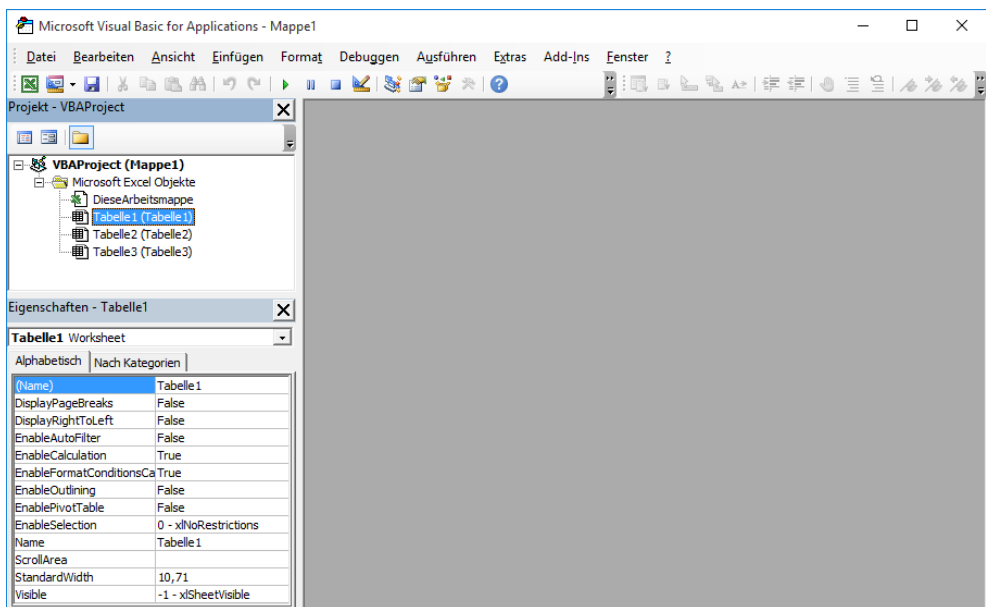 Microsoft Visual Basic for Applications - Mappe1
Datei Bearbeiten Ansicht Einfügen Format Debuggen Ausführen Extras Add-Ins Fenster ?
Projekt - VBAProject
VBAProject (Mappe1)
Microsoft Excel Objekte
DieseArbeitsmappe
Tabelle1 (Tabelle1)
Tabelle2 (Tabelle2)
Tabelle3 (Tabelle3)
Eigenschaften - Tabelle1
Tabelle1 Worksheet
Alphabetisch Nach Kategorien
(Name) Tabelle1
DisplayPageBreaks False
DisplayRightToLeft False
EnableAutoFilter False
EnableCalculation True
EnableFormatConditionsCa True
EnableOutlining False
EnablePivotTable False
EnableSelection 0 - xlNoRestrictions
Name Tabelle1
ScrollArea
StandardWidth 10,71
Visible -1 - xlSheetVisible